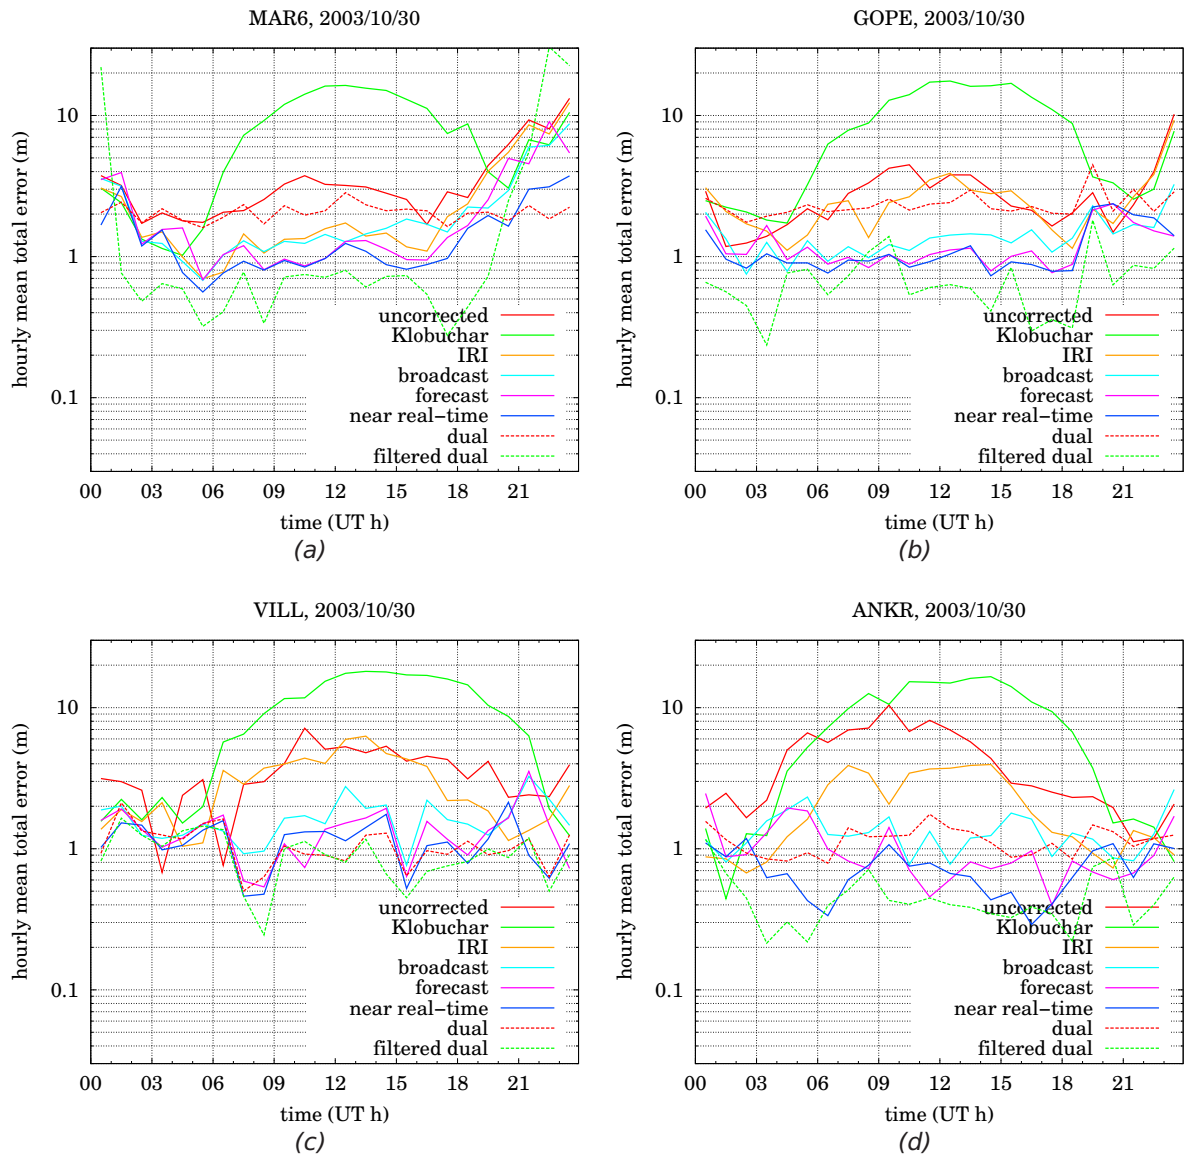 MAR6, 2003/10/30
hourly mean total error (m)
10
1
0.1
uncorrected
Klobuchar
IRI
broadcast
forecast
near real-time
dual
filtered dual
00 03 06 09 12 15 18 21
time (UT h)
(a)
GOPE, 2003/10/30
hourly mean total error (m)
10
1
0.1
uncorrected
Klobuchar
IRI
broadcast
forecast
near real-time
dual
filtered dual
00 03 06 09 12 15 18 21
time (UT h)
(b)
VILL, 2003/10/30
hourly mean total error (m)
10
1
0.1
uncorrected
Klobuchar
IRI
broadcast
forecast
near real-time
dual
filtered dual
00 03 06 09 12 15 18 21
time (UT h)
(c)
ANKR, 2003/10/30
hourly mean total error (m)
10
1
0.1
uncorrected
Klobuchar
IRI
broadcast
forecast
near real-time
dual
filtered dual
00 03 06 09 12 15 18 21
time (UT h)
(d)